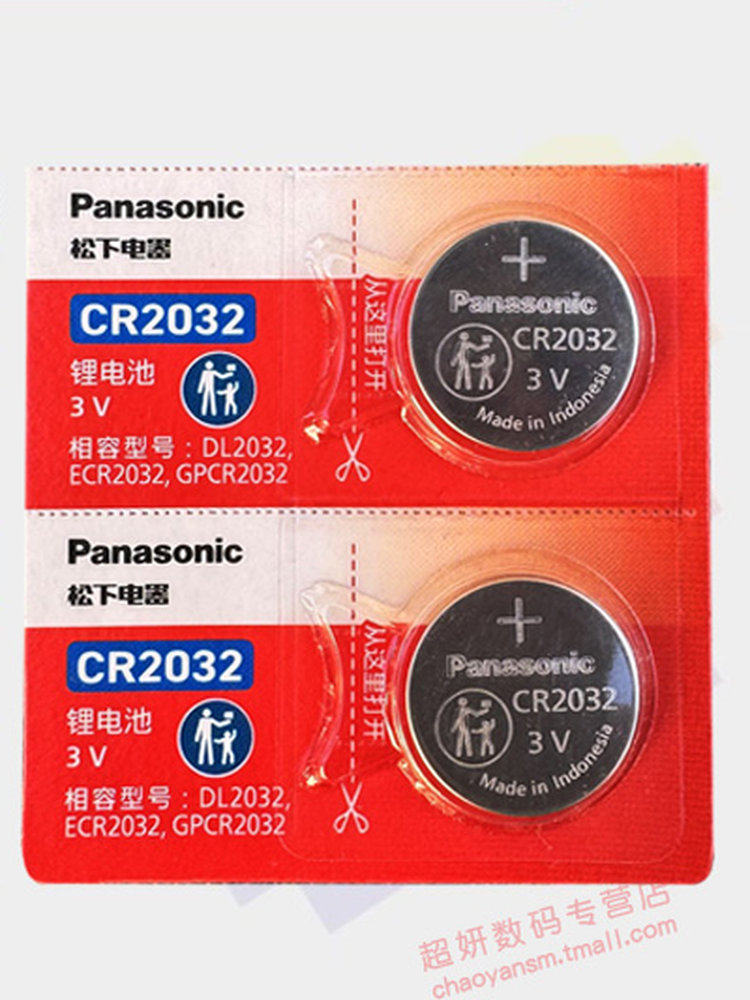 Panasonic
松下电器
CR2032
锂电池
3 V
相容型号：DL2032,
ECR2032, GPCR2032
从这里打开
+
Panasonic
CR2032
3 V
Made in Indonesia
Panasonic
松下电器
CR2032
锂电池
3 V
相容型号：DL2032,
ECR2032, GPCR2032
从这里打开
+
Panasonic
CR2032
3 V
Made in Indonesia
超妍数码专营店
chaoyansm.tmall.com